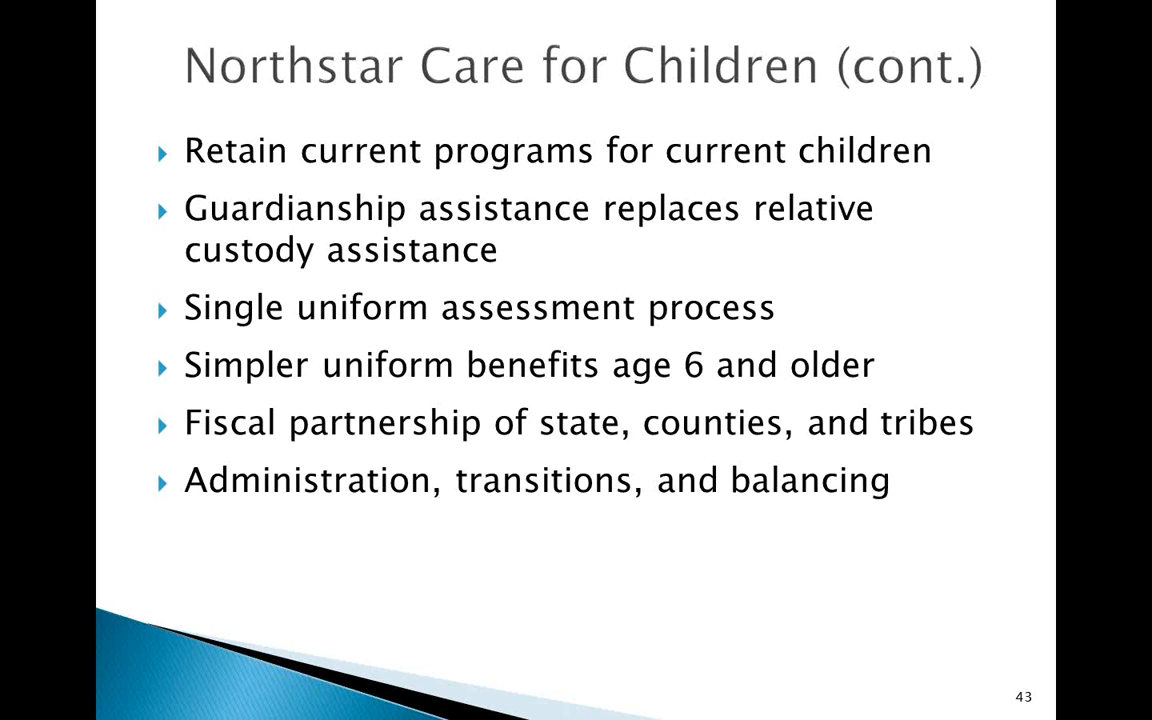 Northstar Care for Children (cont.)
Retain current programs for current children
Guardianship assistance replaces relative
custody assistance
Single uniform assessment process
Simpler uniform benefits age 6 and older
Fiscal partnership of state, counties, and tribes
Administration, transitions, and balancing
43